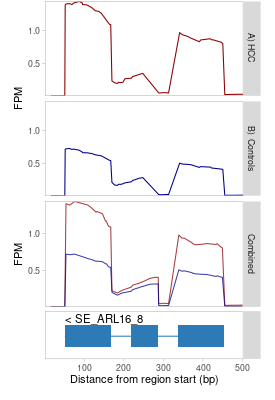 1.0
0.5
A) HCC
FPM
1.0
0.5
B) Controls
1.0
0.5
FPM
Combined
< SE_ARL16_8
100 200 300 400 500
Distance from region start (bp)